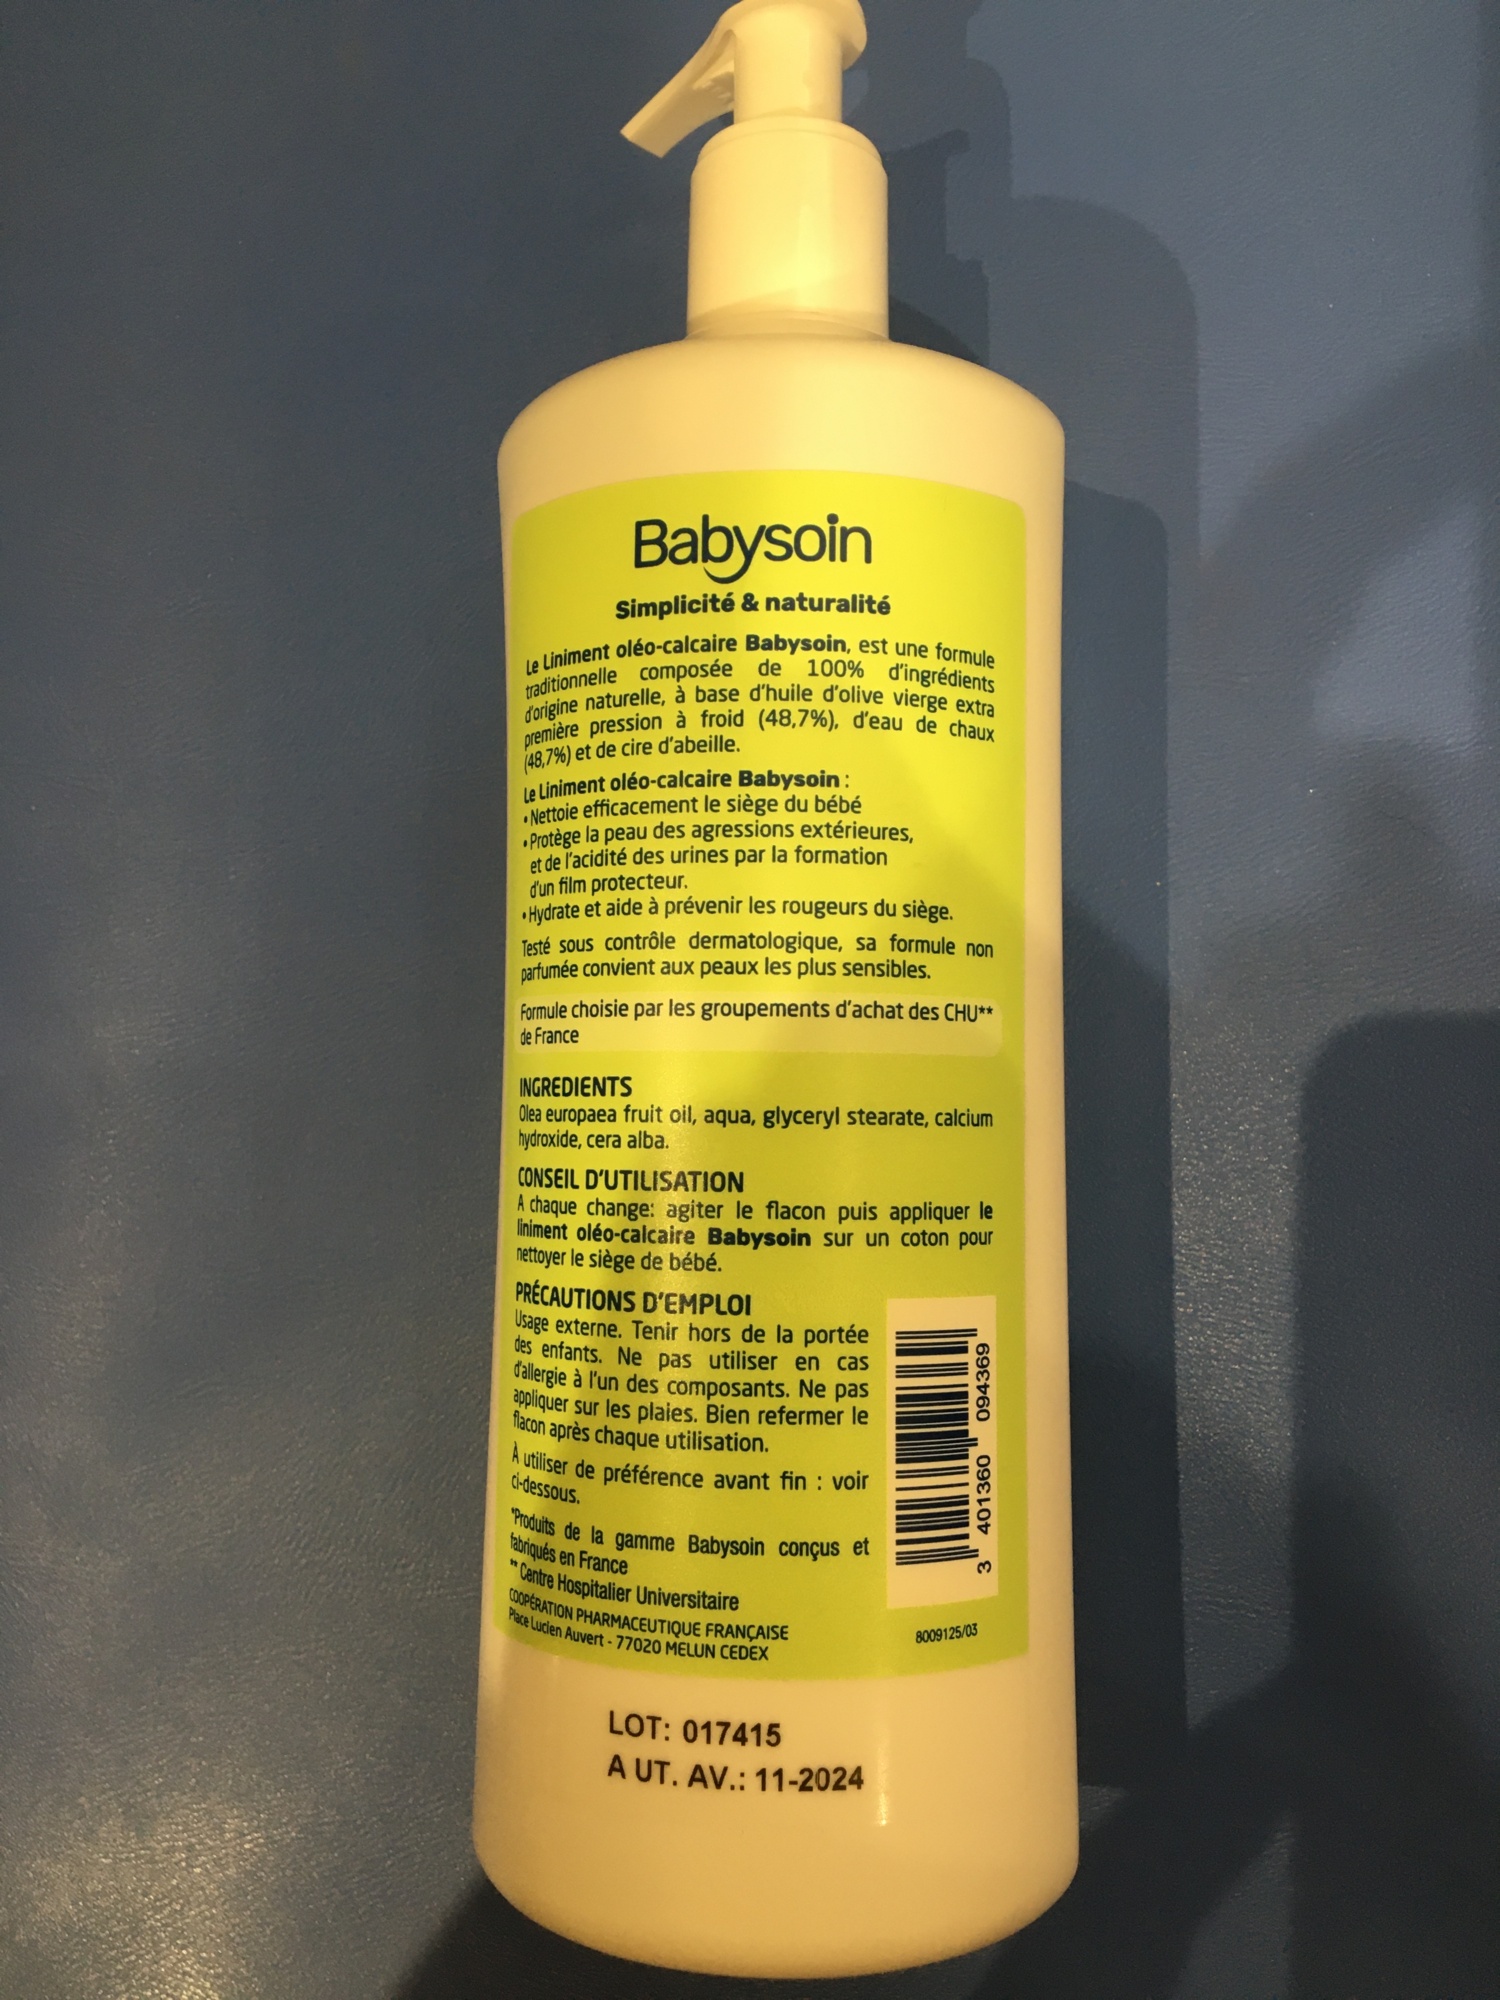 Babysoin
Simplicité & naturalité
Le Liniment oléo-calcaire Babysoin, est une formule
traditionnelle composée de 100% d'ingrédients
d'origine naturelle, à base d'huile d'olive vierge extra
première pression à froid (48,7%), d'eau de chaux
(48,7%) et de cire d'abeille.
Le Liniment oléo-calcaire Babysoin :
• Nettoie efficacement le siège du bébé
• Protège la peau des agressions extérieures,
et de l'acidité des urines par la formation
d'un film protecteur.
• Hydrate et aide à prévenir les rougeurs du siège.
Testé sous contrôle dermatologique, sa formule non
parfumée convient aux peaux les plus sensibles.
Formule choisie par les groupements d'achat des CHU**
de France
INGREDIENTS
Olea europaea fruit oil, aqua, glyceryl stearate, calcium
hydroxide, cera alba.
CONSEIL D'UTILISATION
A chaque change: agiter le flacon puis appliquer le
liniment oléo-calcaire Babysoin sur un coton pour
nettoyer le siège de bébé.
PRÉCAUTIONS D'EMPLOI
Usage externe. Tenir hors de la portée
des enfants. Ne pas utiliser en cas
d'allergie à l'un des composants. Ne pas
appliquer sur les plaies. Bien refermer le
flacon après chaque utilisation.
À utiliser de préférence avant fin : voir
ci-dessous.
*Produits de la gamme Babysoin conçus et
fabriqués en France
** Centre Hospitalier Universitaire
COOPÉRATION PHARMACEUTIQUE FRANÇAISE
Place Lucien Auvert - 77020 MELUN CEDEX
3 401360 094369
8009125/03
LOT: 017415
A UT. AV.: 11-2024